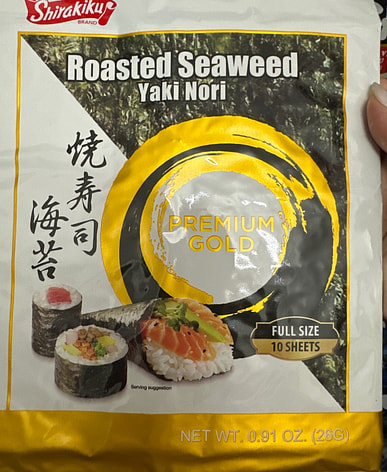 Shirakiku
BRAND
Roasted Seaweed
Yaki Nori
焼寿司
海苔
PREMIUM
GOLD
FULL SIZE
10 SHEETS
Serving suggestion
NET WT. 0.91 OZ. (26G)